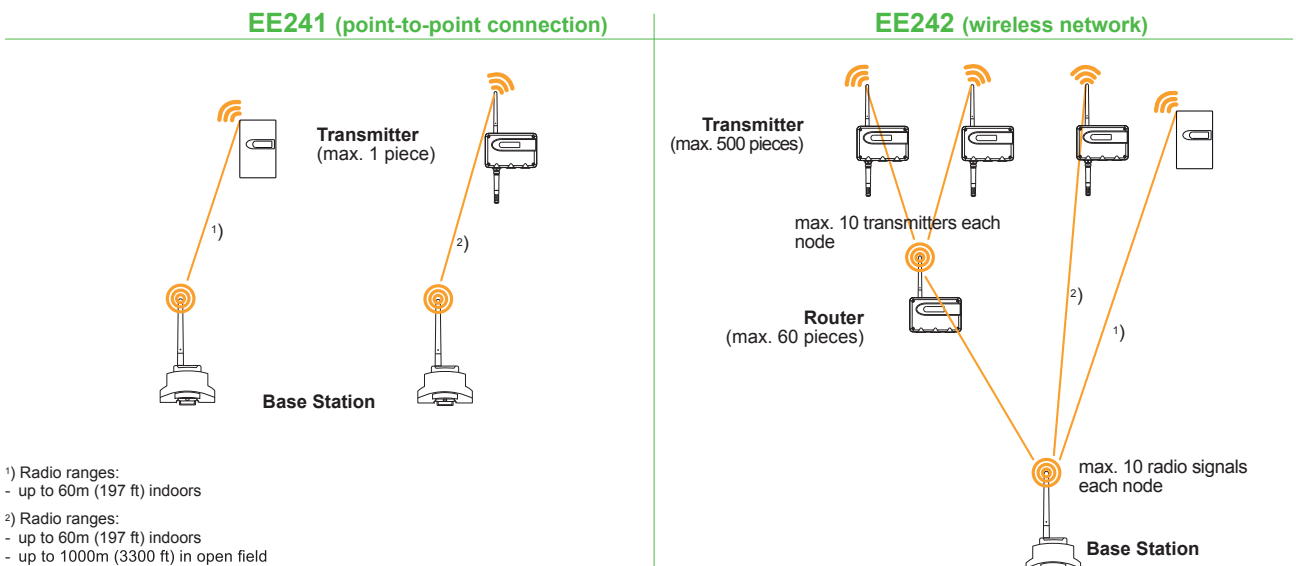 EE241 (point-to-point connection)
Transmitter
(max. 1 piece)
1)
2)
Base Station
1) Radio ranges:
- up to 60m (197 ft) indoors
2) Radio ranges:
- up to 60m (197 ft) indoors
- up to 1000m (3300 ft) in open field
EE242 (wireless network)
Transmitter
(max. 500 pieces)
max. 10 transmitters each
node
Router
(max. 60 pieces)
2)
1)
max. 10 radio signals
each node
Base Station